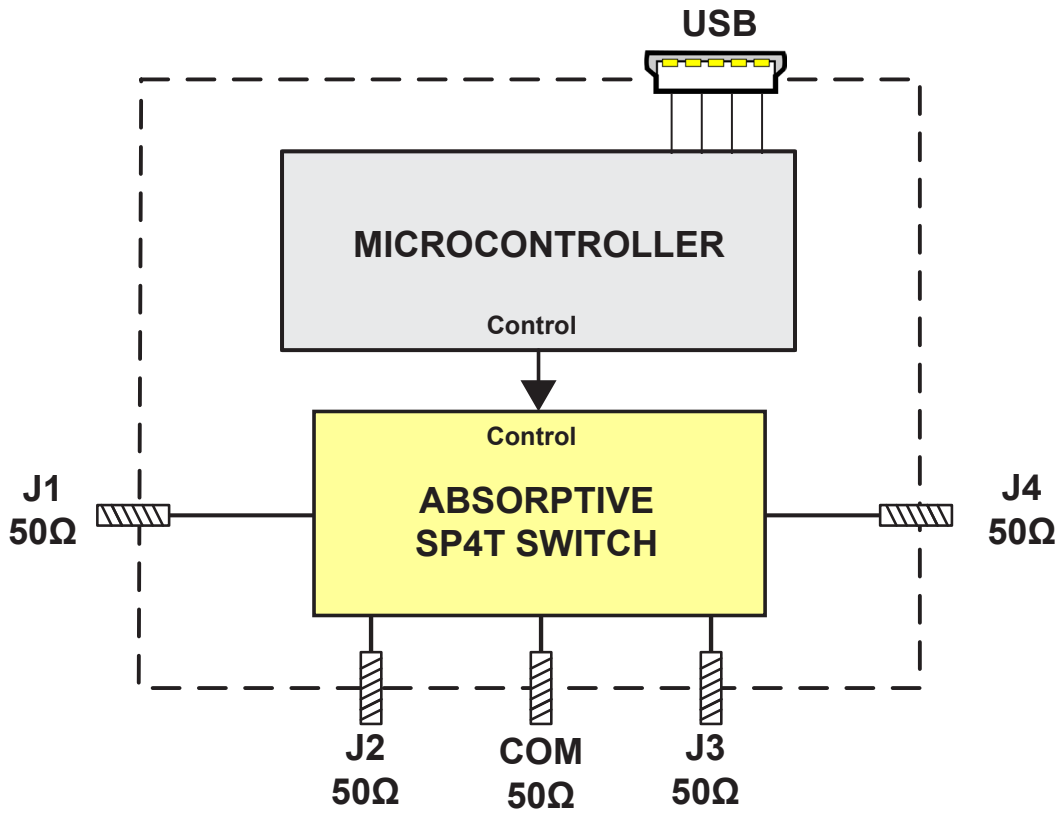 USB
MICROCONTROLLER
Control
Control
ABSORPTIVE
SP4T SWITCH
J1
50Ω
J4
50Ω
J2
50Ω
COM
50Ω
J3
50Ω